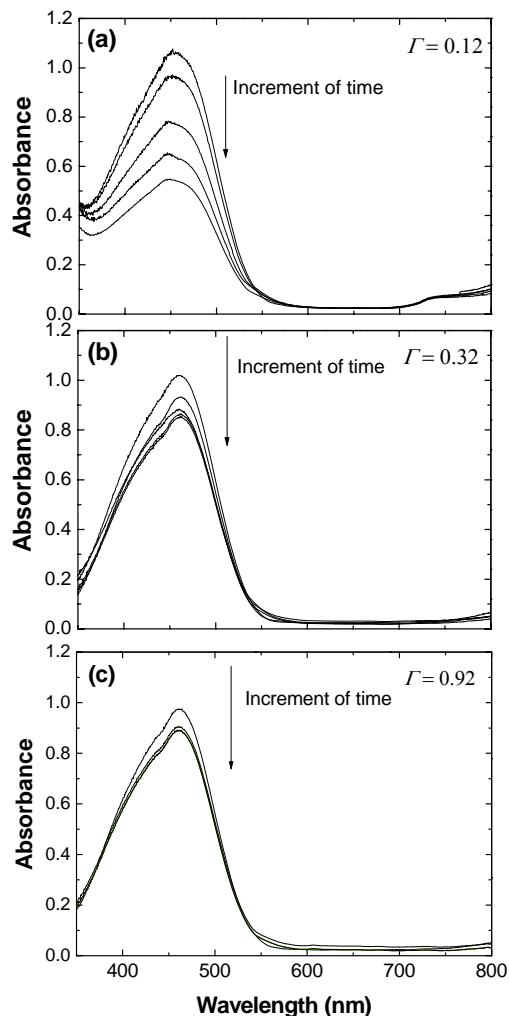 (a)
Γ = 0.12
Increment of time
Absorbance
1.2
1.0
0.8
0.6
0.4
0.2
0.0
(b)
Γ = 0.32
Increment of time
Absorbance
1.2
1.0
0.8
0.6
0.4
0.2
0.0
(c)
Γ = 0.92
Increment of time
Absorbance
1.2
1.0
0.8
0.6
0.4
0.2
0.0
400 500 600 700 800
Wavelength (nm)